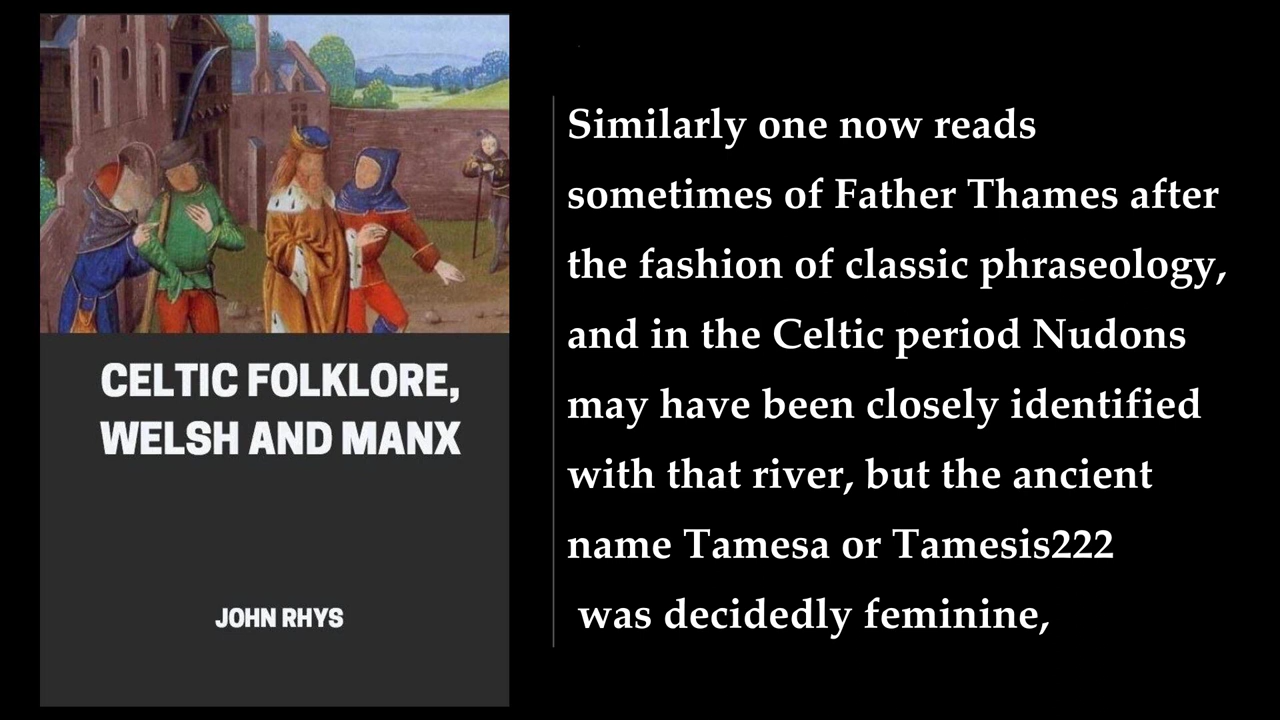 CELTIC FOLKLORE,
WELSH AND MANX
JOHN RHYS
Similarly one now reads
sometimes of Father Thames after
the fashion of classic phraseology,
and in the Celtic period Nudons
may have been closely identified
with that river, but the ancient
name Tamesa or Tamesis222
was decidedly feminine,